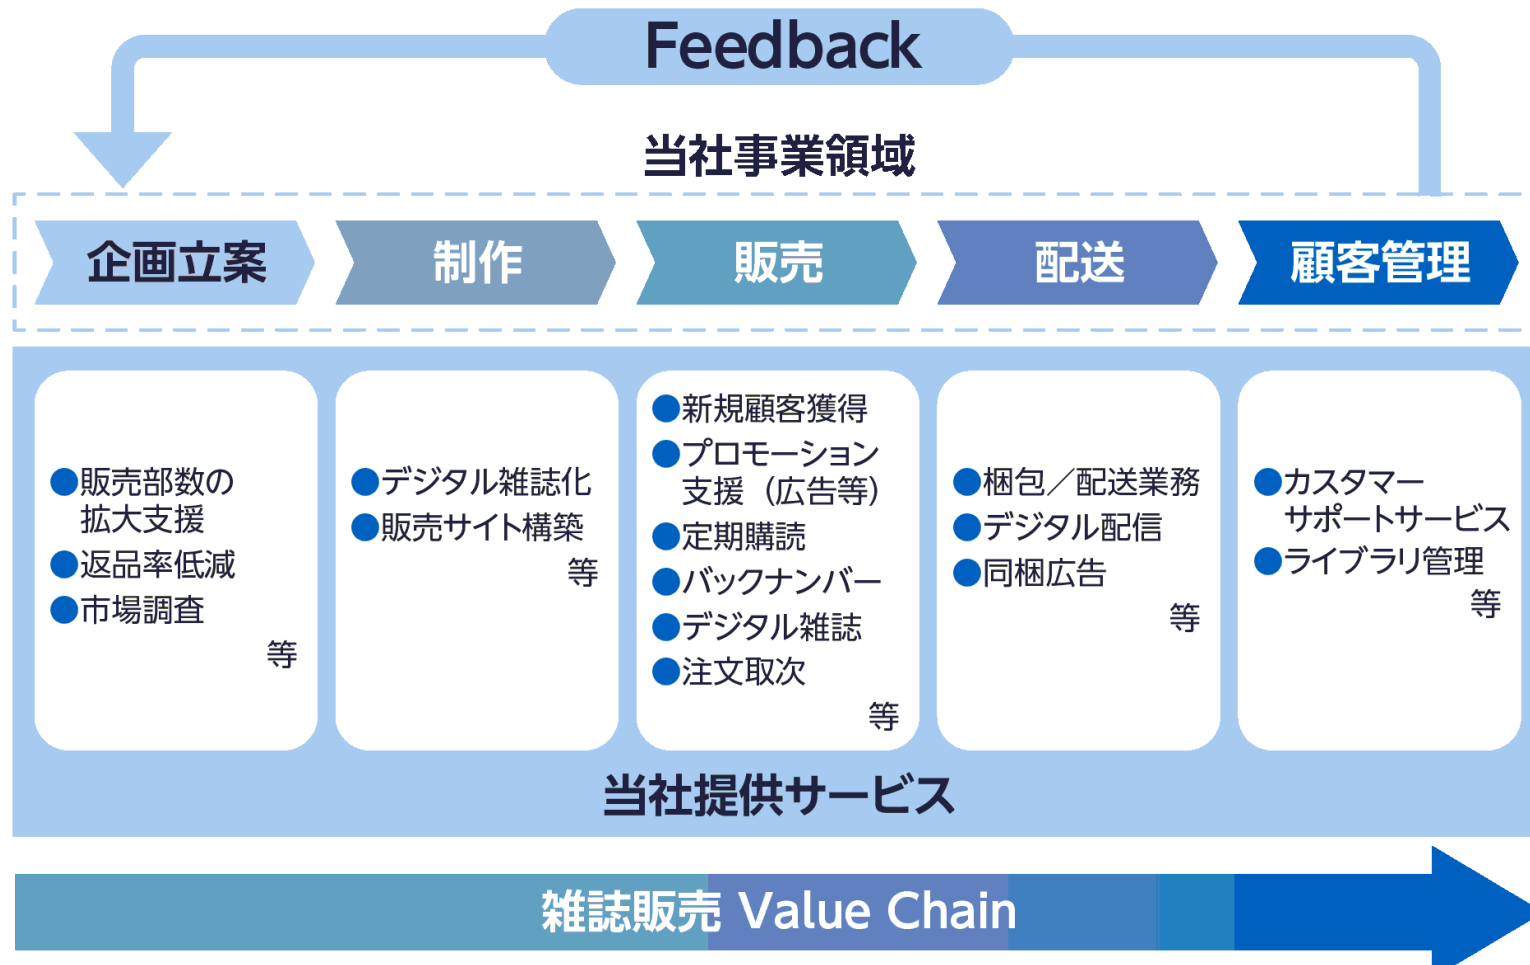 Feedback
当社事業領域
企画立案
制作
販売
配送
顧客管理
●販売部数の
拡大支援
●返品率低減
●市場調査
等
●デジタル雑誌化
●販売サイト構築
等
●新規顧客獲得
●プロモーション
支援（広告等）
●定期購読
●バックナンバー
●デジタル雑誌
●注文取次
等
●梱包／配送業務
●デジタル配信
●同梱広告
等
●カスタマー
サポートサービス
●ライブラリ管理
等
当社提供サービス
雑誌販売 Value Chain